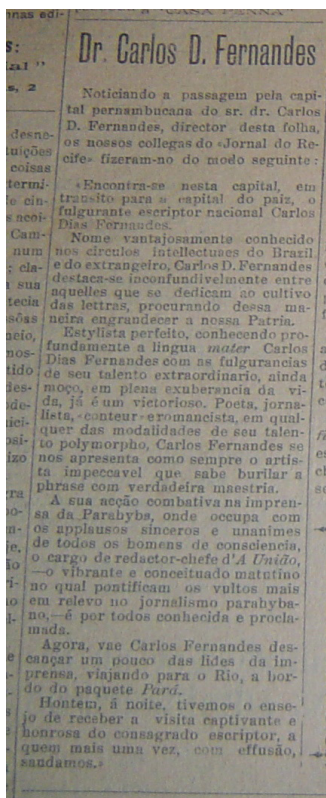 CASA PENNA
Dr. Carlos D. Fernandes
Noticiando a passagem pela capi-
tal pernambucana do sr. dr. Carlos
D. Fernandes, director desta folha,
os nossos collegas do «Jornal do Re-
cife» fizeram-no do modo seguinte:
«Encontra-se nesta capital, em
transito para a capital do paiz, o
fulgurante escriptor nacional Carlos
Dias Fernandes.
Nome vantajosamente conhecido
nos circulos intellectuaes do Brazil
e do extrangeiro, Carlos D. Fernandes
destaca-se inconfundivelmente entre
aquelles que se dedicam ao cultivo
das lettras, procurando dessa ma-
neira engrandecer a nossa Patria.
Estylista perfeito, conhecendo pro-
fundamente a lingua mater Carlos
Dias Fernandes com as fulgurancias
de seu talento extraordinario, ainda
moço, em plena exuberancia da vi-
da, já é um victorioso. Poeta, jorna-
lista, «conteur» e romancista, em qual-
quer das modalidades de seu talen-
to polymorpho, Carlos Fernandes se
nos apresenta como sempre o artis-
ta impeccavel que sabe burilar a
phrase com verdadeira maestria.
A sua acção combativa na impren-
sa da Parahyba, onde occupa com
os applausos sinceros e unanimes
de todos os homens de consciencia,
o cargo de redactor-chefe d'A União,
—o vibrante e conceituado matutino
no qual pontificam os vultos mais
em relevo no jornalismo parahyba-
no,—é por todos conhecida e procla-
mada.
Agora, vae Carlos Fernandes des-
cançar um pouco das lides da im-
prensa, viajando para o Rio, a bor-
do do paquete Pará.
Hontem, á noite, tivemos o ense-
jo de receber a visita captivante e
honrosa do consagrado escriptor, a
quem mais uma vez, com effusão,
saudamos.»